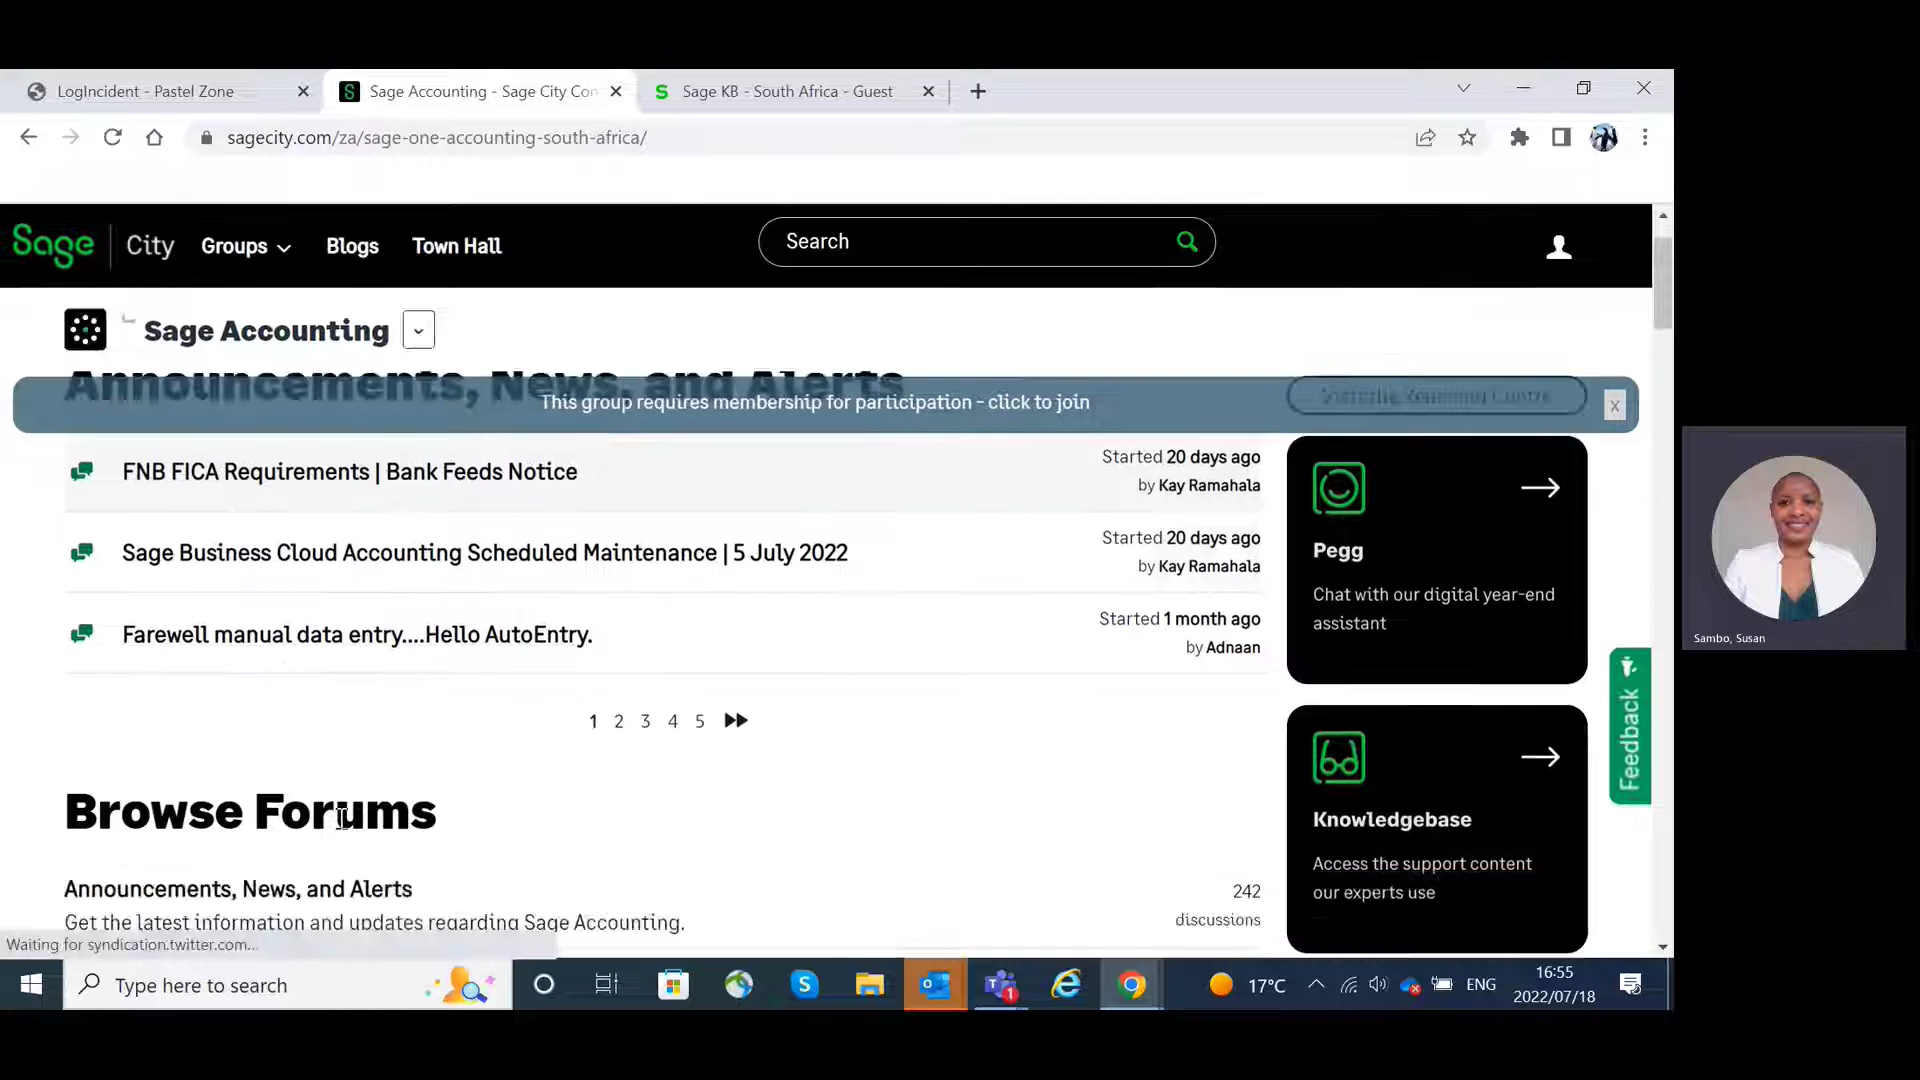 LogIncident - Pastel Zone
Sage Accounting - Sage City Con
Sage KB - South Africa - Guest
sagecity.com/za/sage-one-accounting-south-africa/
Sage City
Groups
Blogs
Town Hall
Search
Sage Accounting
Announcements, News, and Alerts
This group requires membership for participation - click to join
x
FNB FICA Requirements | Bank Feeds Notice
Started 20 days ago
by Kay Ramahala
Sage Business Cloud Accounting Scheduled Maintenance | 5 July 2022
Started 20 days ago
by Kay Ramahala
Farewell manual data entry....Hello AutoEntry.
Started 1 month ago
by Adnaan
1 2 3 4 5
Pegg
Chat with our digital year-end
assistant
Knowledgebase
Access the support content
our experts use
Feedback
Browse Forums
Announcements, News, and Alerts
Get the latest information and updates regarding Sage Accounting.
242
discussions
Waiting for syndication.twitter.com...
Type here to search
1
17°C
ENG
16:55
2022/07/18
Sambo, Susan